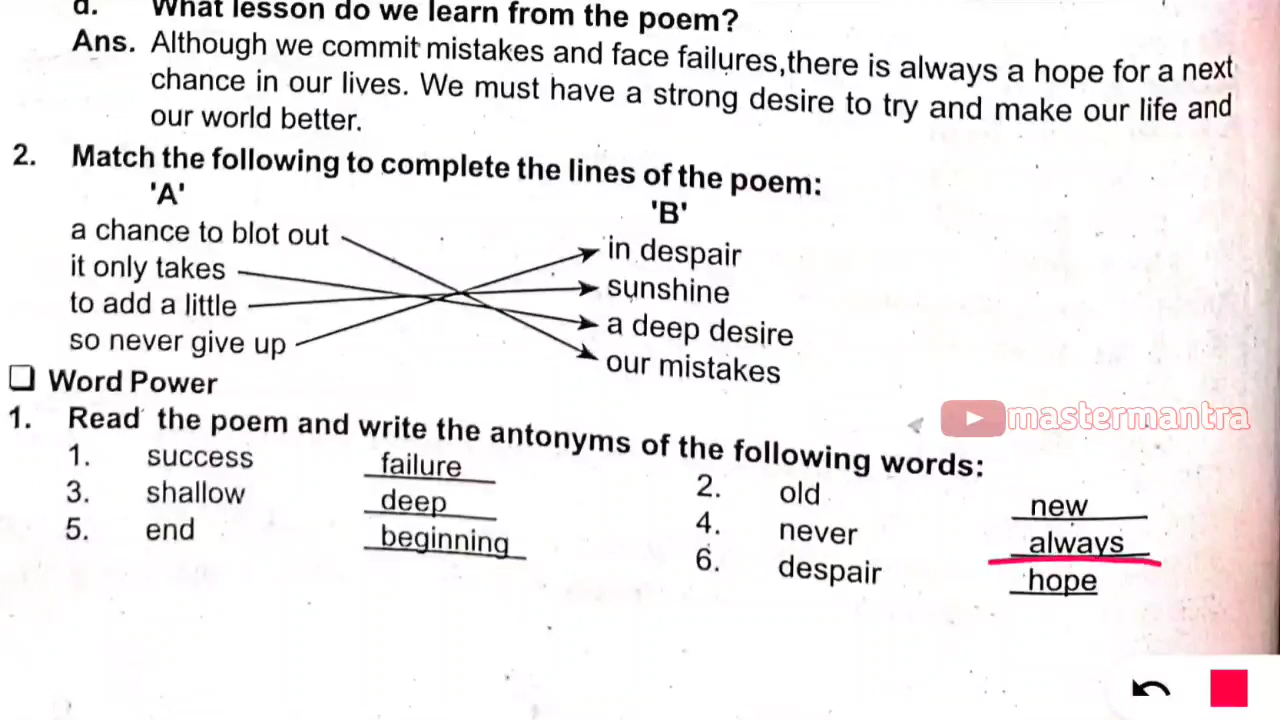 d. What lesson do we learn from the poem?
Ans. Although we commit mistakes and face failures,there is always a hope for a next
chance in our lives. We must have a strong desire to try and make our life and
our world better.
2. Match the following to complete the lines of the poem:
'A' 'B'
a chance to blot out in despair
it only takes sunshine
to add a little a deep desire
so never give up our mistakes
Word Power
mastermantra
1. Read the poem and write the antonyms of the following words:
1. success failure 2. old new
3. shallow deep 4. never always
5. end beginning 6. despair hope